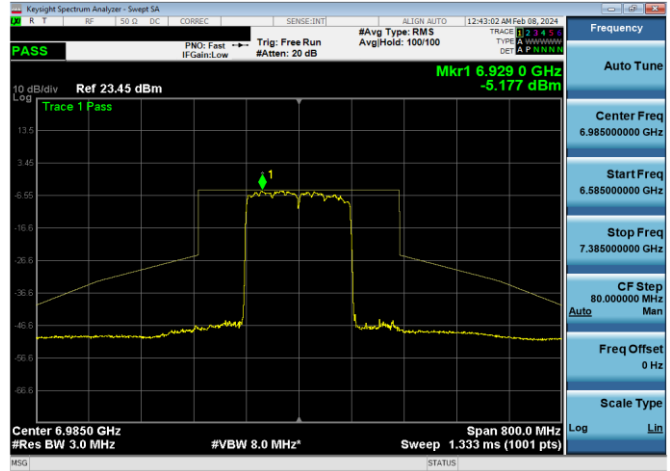 Keysight Spectrum Analyzer - Swept SA
R T RF 50 Ω DC CORREC SENSE:INT ALIGN AUTO 12:43:02 AM Feb 08, 2024
PASS
PNO: Fast
IFGain:Low
Trig: Free Run
#Atten: 20 dB
#Avg Type: RMS
Avg|Hold: 100/100
TRACE 1 2 3 4 5 6
TYPE A WWWWW
DET A P N N N N
Mkr1 6.929 0 GHz
-5.177 dBm
10 dB/div Ref 23.45 dBm
Log
Trace 1 Pass
13.5
3.45
-6.55
-16.6
-26.6
-36.6
-46.6
-56.6
-66.6
1
Center 6.9850 GHz Span 800.0 MHz
#Res BW 3.0 MHz #VBW 8.0 MHz* Sweep 1.333 ms (1001 pts)
MSG STATUS
Frequency
Auto Tune
Center Freq
6.985000000 GHz
Start Freq
6.585000000 GHz
Stop Freq
7.385000000 GHz
CF Step
80.000000 MHz
Auto Man
Freq Offset
0 Hz
Scale Type
Log Lin